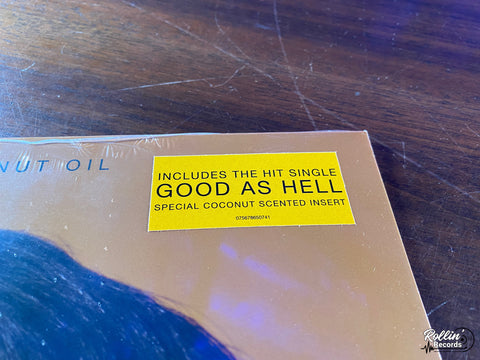 NUT OIL
INCLUDES THE HIT SINGLE
GOOD AS HELL
SPECIAL COCONUT SCENTED INSERT
075678650741
Rollin'
Records